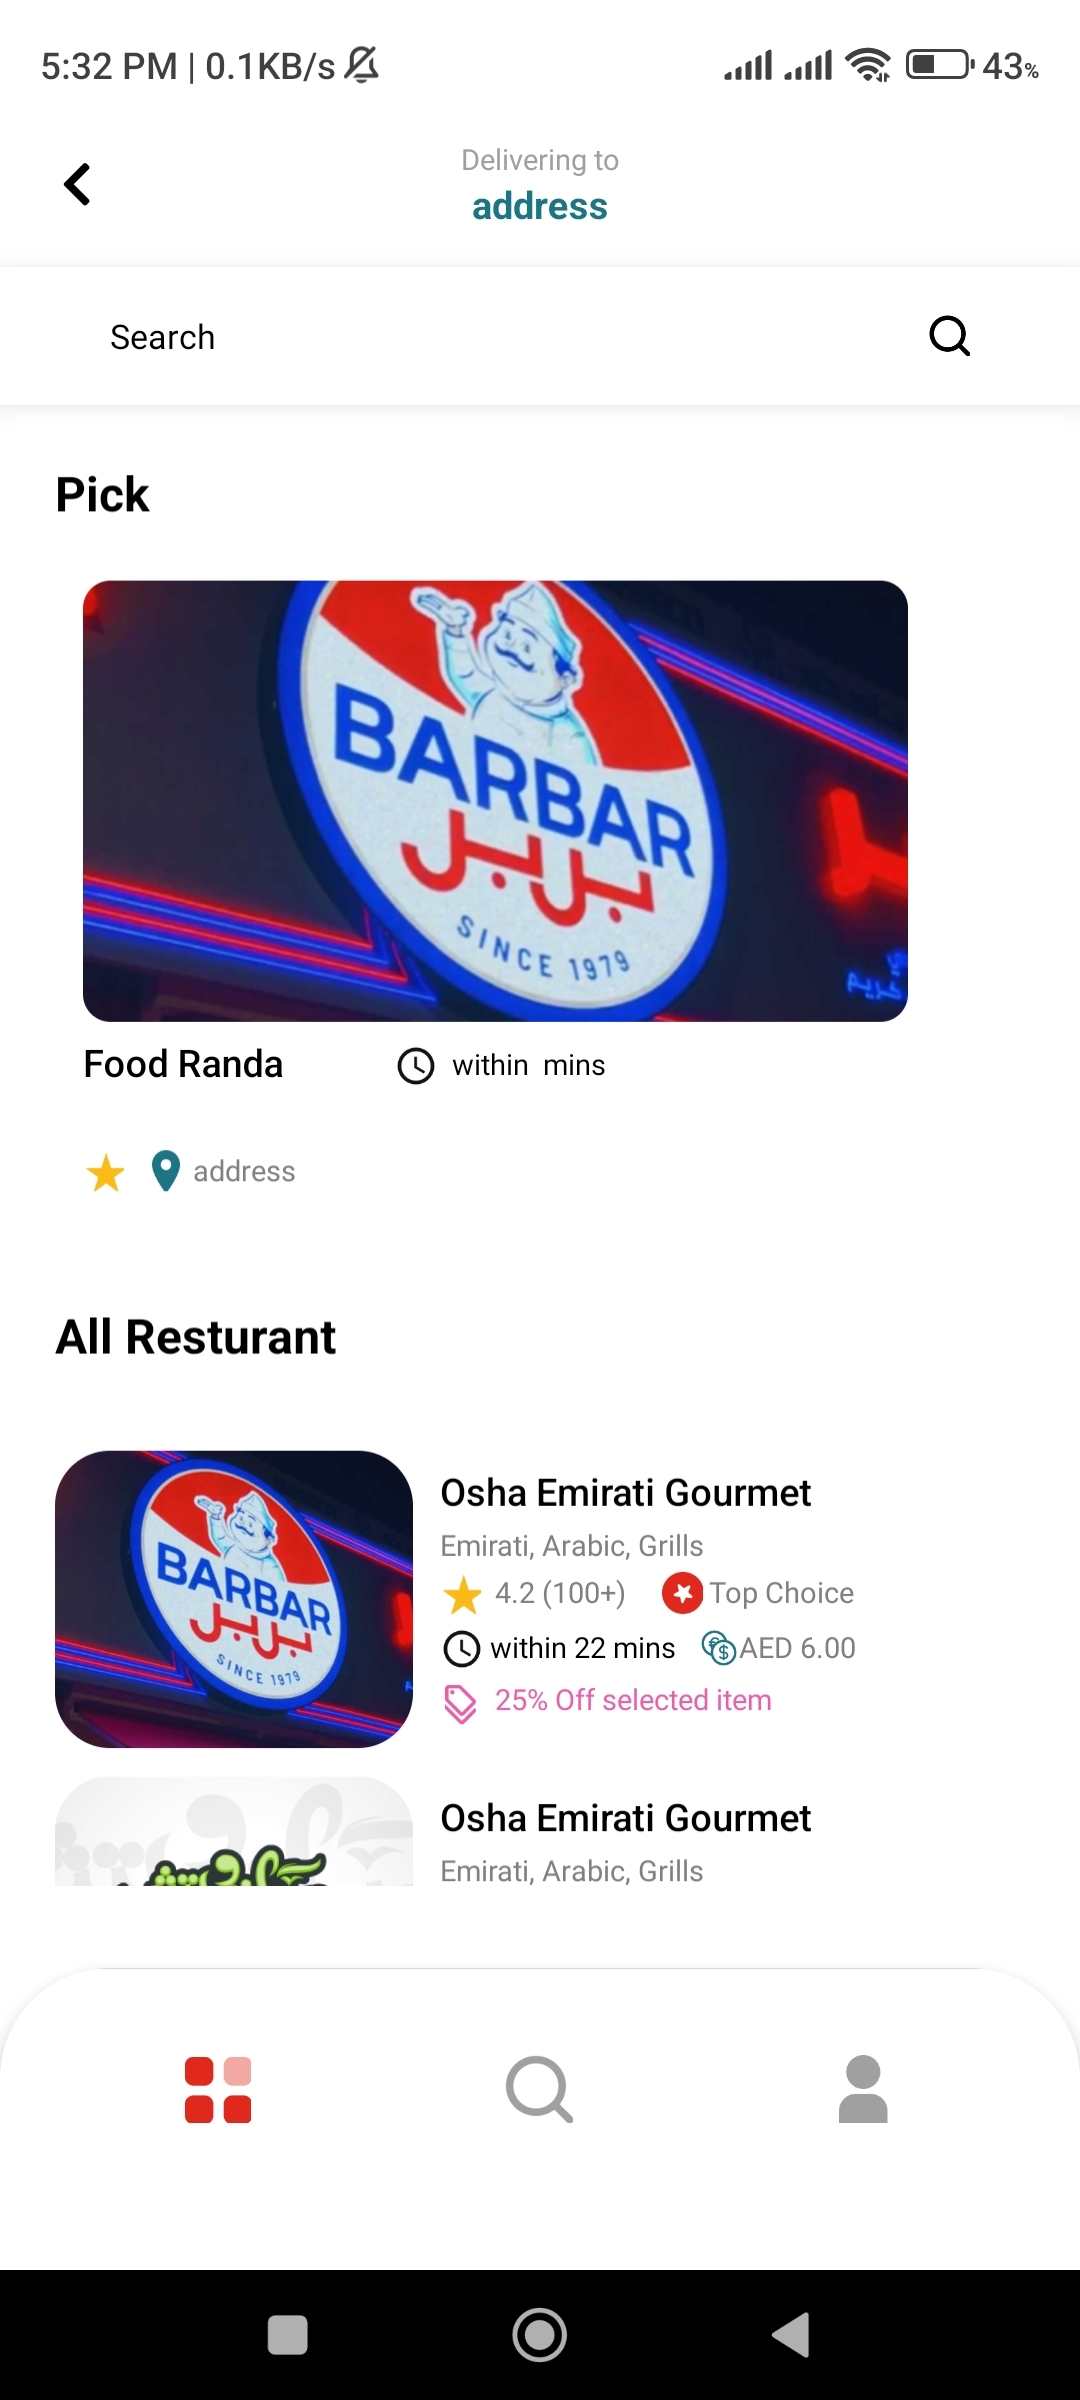 5:32 PM | 0.1KB/s
43%
Delivering to
address
Search
Pick
BARBAR
بربر
SINCE 1979
Food Randa
within mins
address
All Resturant
BARBAR
بربر
SINCE 1979
Osha Emirati Gourmet
Emirati, Arabic, Grills
4.2 (100+)
Top Choice
within 22 mins
AED 6.00
25% Off selected item
Osha Emirati Gourmet
Emirati, Arabic, Grills